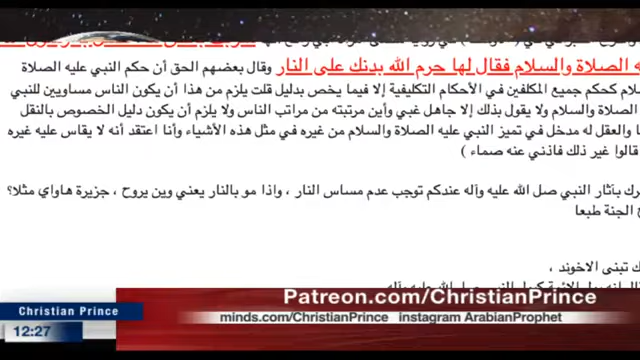 الصلاة والسلام فقال لها حرم الله بدنك على النار وقال بعضهم الحق أن حكم النبي عليه الصلاة
كحكم جميع المكلفين في الأحكام التكليفية إلا فيما يخص بدليل قلت يلزم من هذا أن يكون الناس مساويين للنبي
الصلاة والسلام ولا يقول بذلك إلا جاهل غبي وأين مرتبته من مراتب الناس ولا يلزم أن يكون دليل الخصوص بالنقل
والعقل له مدخل في تميز النبي عليه الصلاة والسلام من غيره في مثل هذه الأشياء وأنا اعتقد أنه لا يقاس عليه غيره
قالوا غير ذلك فاذني عنه صماء )
بآثار النبي صل الله عليه وآله عندكم توجب عدم مساس النار ، واذا مو بالنار يعني وين يروح ، جزيرة هاواي مثلا؟
الجنة طبعا
تبنى الاخوند ،
Patreon.com/ChristianPrince
Christian Prince
minds.com/ChristianPrince instagram ArabianProphet
12:27